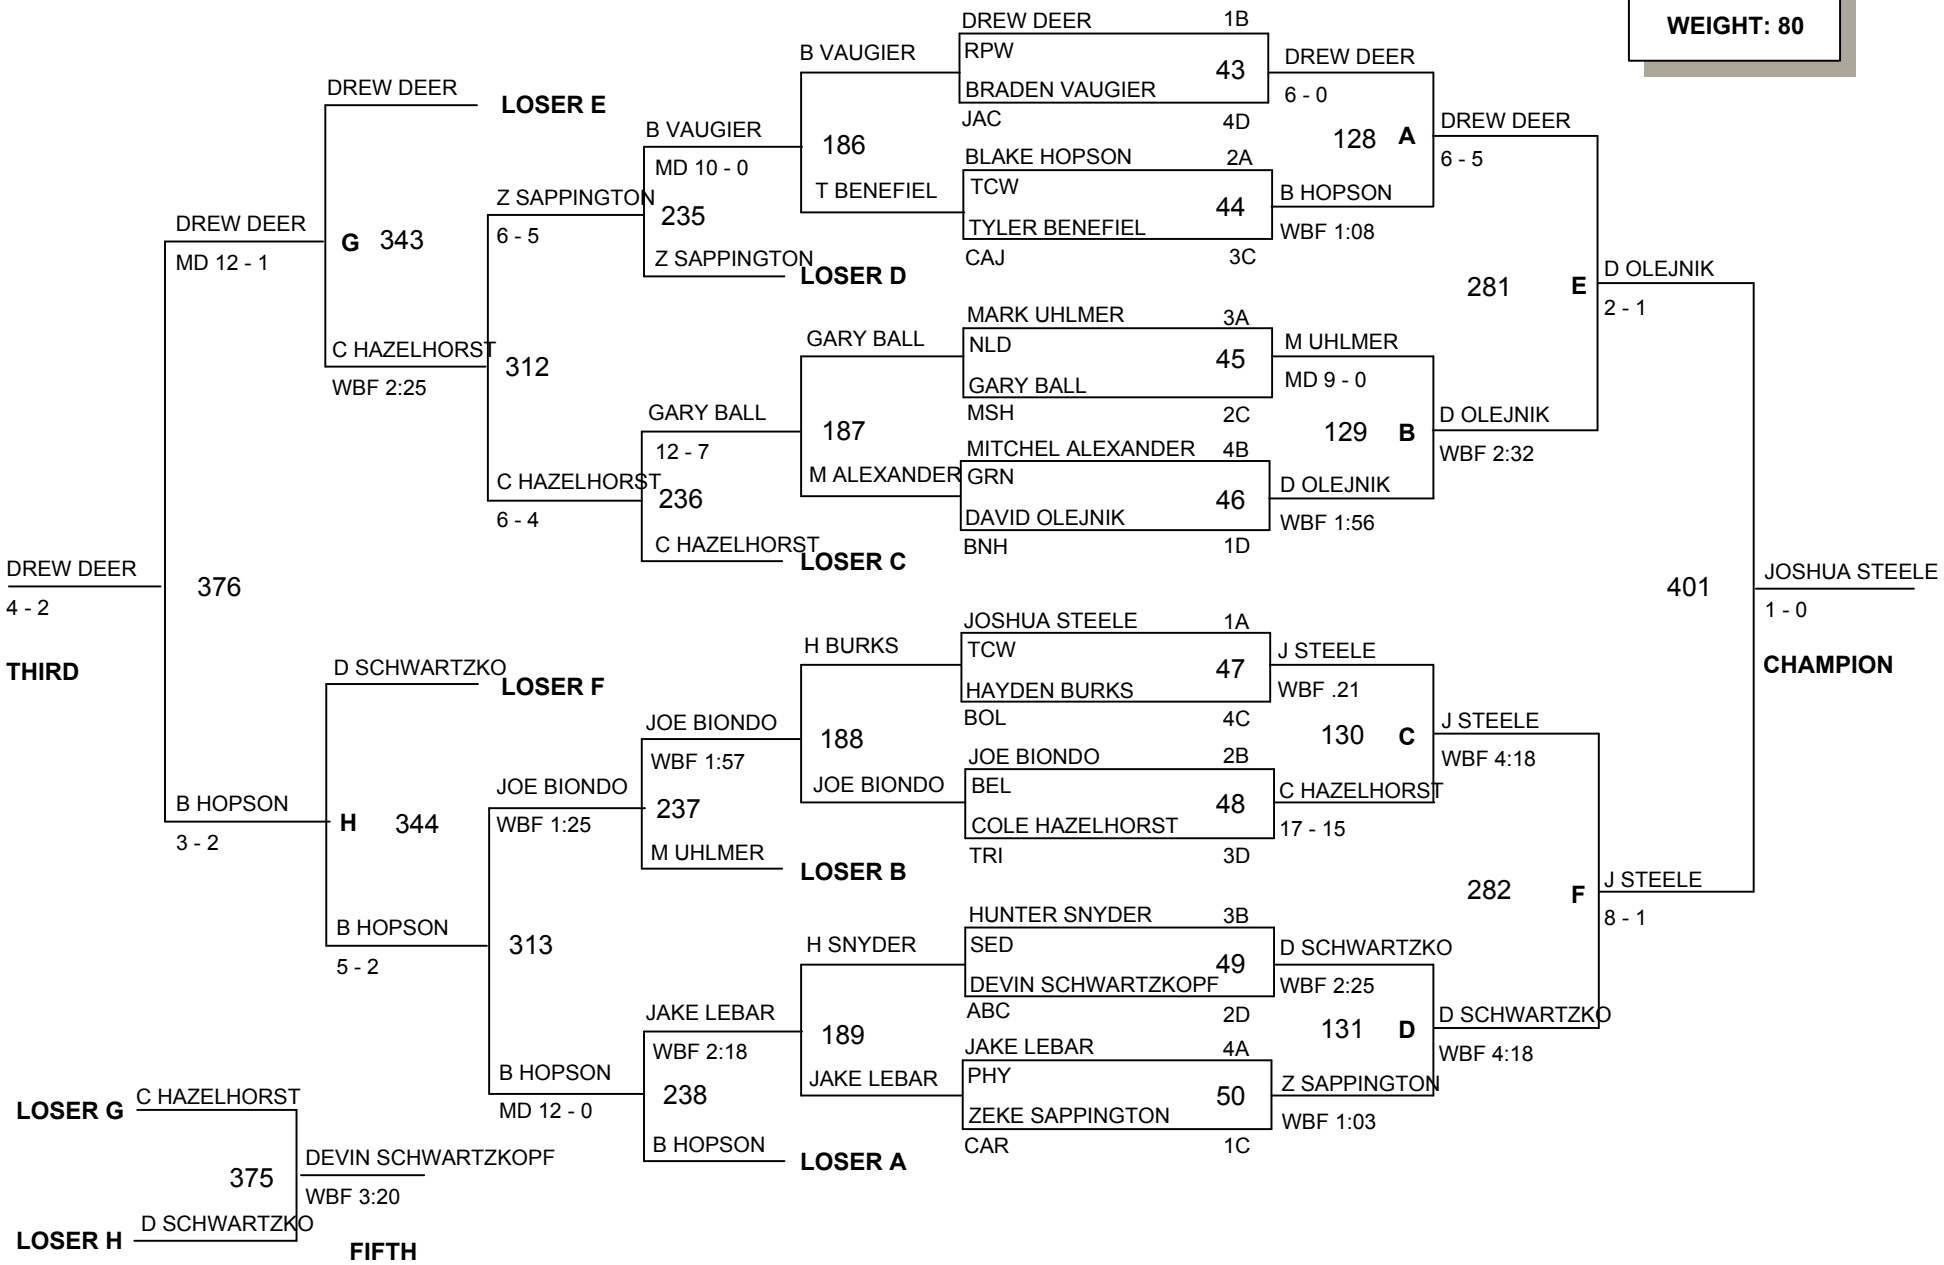 WEIGHT: 80
DREW DEER 1B
RPW 43
BRADEN VAUGIER
JAC 4D
BLAKE HOPSON 2A
TCW 44
TYLER BENEFIEL
CAJ 3C
MARK UHLMER 3A
NLD 45
GARY BALL
MSH 2C
MITCHEL ALEXANDER 4B
GRN 46
DAVID OLEJNIK
BNH 1D
JOSHUA STEELE 1A
TCW 47
HAYDEN BURKS
BOL 4C
JOE BIONDO 2B
BEL 48
COLE HAZELHORST
TRI 3D
HUNTER SNYDER 3B
SED 49
DEVIN SCHWARTZKOPF
ABC 2D
JAKE LEBAR 4A
PHY 50
ZEKE SAPPINGTON
CAR 1C
DREW DEER
6 - 0
128 A
B HOPSON
WBF 1:08
M UHLMER
MD 9 - 0
129 B
D OLEJNIK
WBF 1:56
J STEELE
WBF .21
130 C
C HAZELHORST
17 - 15
D SCHWARTZKO
WBF 2:25
131 D
Z SAPPINGTON
WBF 1:03
DREW DEER
6 - 5
281 E
D OLEJNIK
WBF 2:32
J STEELE
WBF 4:18
282 F
D SCHWARTZKO
WBF 4:18
D OLEJNIK
2 - 1
401
J STEELE
8 - 1
JOSHUA STEELE
1 - 0
CHAMPION
B VAUGIER
186
T BENEFIEL
GARY BALL
187
M ALEXANDER
H BURKS
188
JOE BIONDO
H SNYDER
189
JAKE LEBAR
B VAUGIER
MD 10 - 0
235
Z SAPPINGTON
LOSER D
GARY BALL
12 - 7
236
C HAZELHORST
LOSER C
JOE BIONDO
WBF 1:57
237
M UHLMER
LOSER B
JAKE LEBAR
WBF 2:18
238
B HOPSON
LOSER A
Z SAPPINGTON
6 - 5
312
C HAZELHORST
6 - 4
JOE BIONDO
WBF 1:25
313
B HOPSON
MD 12 - 0
DREW DEER
LOSER E
G 343
C HAZELHORST
WBF 2:25
D SCHWARTZKO
LOSER F
H 344
B HOPSON
5 - 2
DREW DEER
MD 12 - 1
376
B HOPSON
3 - 2
DREW DEER
4 - 2
THIRD
LOSER G C HAZELHORST
375
LOSER H D SCHWARTZKO
DEVIN SCHWARTZKOPF
WBF 3:20
FIFTH